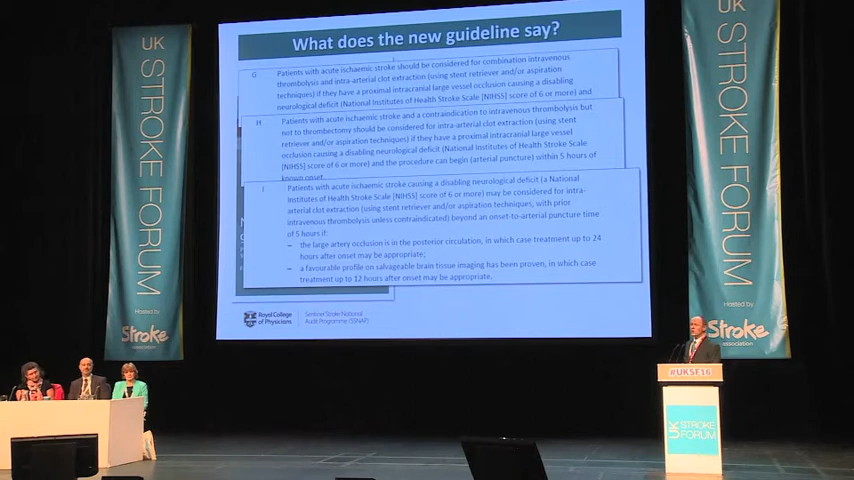 What does the new guideline say?
G Patients with acute ischaemic stroke should be considered for combination intravenous
thrombolysis and intra-arterial clot extraction (using stent retriever and/or aspiration
techniques) if they have a proximal intracranial large vessel occlusion causing a disabling
neurological deficit (National Institutes of Health Stroke Scale [NIHSS] score of 6 or more) and
H Patients with acute ischaemic stroke and a contraindication to intravenous thrombolysis but
not to thrombectomy should be considered for intra-arterial clot extraction (using stent
retriever and/or aspiration techniques) if they have a proximal intracranial large vessel
occlusion causing a disabling neurological deficit (National Institutes of Health Stroke Scale
[NIHSS] score of 6 or more) and the procedure can begin (arterial puncture) within 5 hours of
known onset.
I Patients with acute ischaemic stroke causing a disabling neurological deficit (a National
Institutes of Health Stroke Scale [NIHSS] score of 6 or more) may be considered for intra-
arterial clot extraction (using stent retriever and/or aspiration techniques, with prior
intravenous thrombolysis unless contraindicated) beyond an onset-to-arterial puncture time
of 5 hours if:
– the large artery occlusion is in the posterior circulation, in which case treatment up to 24
hours after onset may be appropriate;
– a favourable profile on salvageable brain tissue imaging has been proven, in which case
treatment up to 12 hours after onset may be appropriate.
Royal College
of Physicians
Sentinel Stroke National
Audit Programme (SSNAP)
UK
STROKE
FORUM
Hosted by
Stroke
association
UK
STROKE
FORUM
Hosted by
Stroke
association
#UKSF16
UK STROKE
FORUM